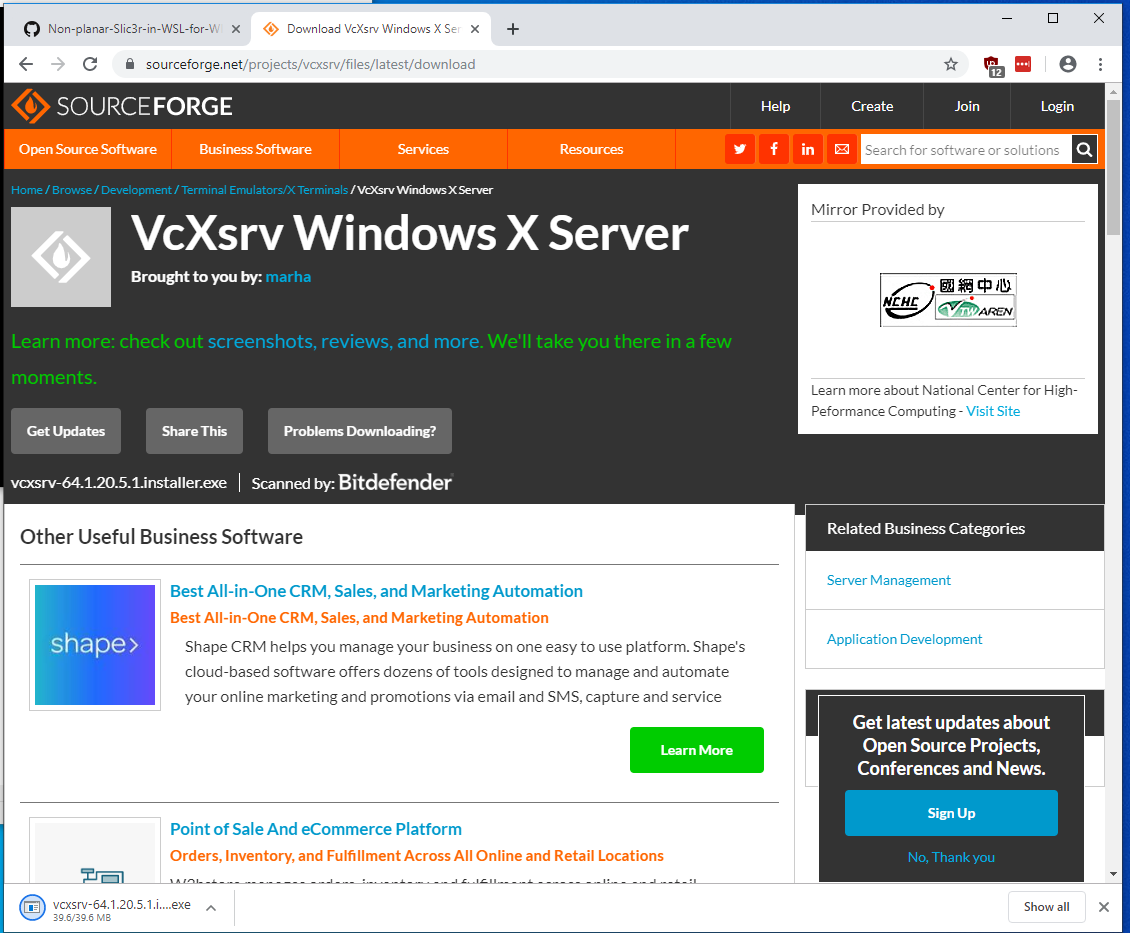 Non-planar-Slic3r-in-WSL-for-W
Download VcXsrv Windows X Ser
sourceforge.net/projects/vcxsrv/files/latest/download
12
SOURCEFORGE
Help
Create
Join
Login
Open Source Software
Business Software
Services
Resources
Search for software or solutions
Home / Browse / Development / Terminal Emulators/X Terminals / VcXsrv Windows X Server
VcXsrv Windows X Server
Brought to you by: marha
Learn more: check out screenshots, reviews, and more. We'll take you there in a few
moments.
Get Updates
Share This
Problems Downloading?
vcxsrv-64.1.20.5.1.installer.exe
Scanned by: Bitdefender
Mirror Provided by
NCHC
國網中心
TWAREN
Learn more about National Center for High-
Peformance Computing - Visit Site
Other Useful Business Software
shape>
Best All-in-One CRM, Sales, and Marketing Automation
Best All-in-One CRM, Sales, and Marketing Automation
Shape CRM helps you manage your business on one easy to use platform. Shape's
cloud-based software offers dozens of tools designed to manage and automate
your online marketing and promotions via email and SMS, capture and service
Learn More
Point of Sale And eCommerce Platform
Orders, Inventory, and Fulfillment Across All Online and Retail Locations
Related Business Categories
Server Management
Application Development
Get latest updates about
Open Source Projects,
Conferences and News.
Sign Up
No, Thank you
vcxsrv-64.1.20.5.1.i....exe
39.6/39.6 MB
Show all